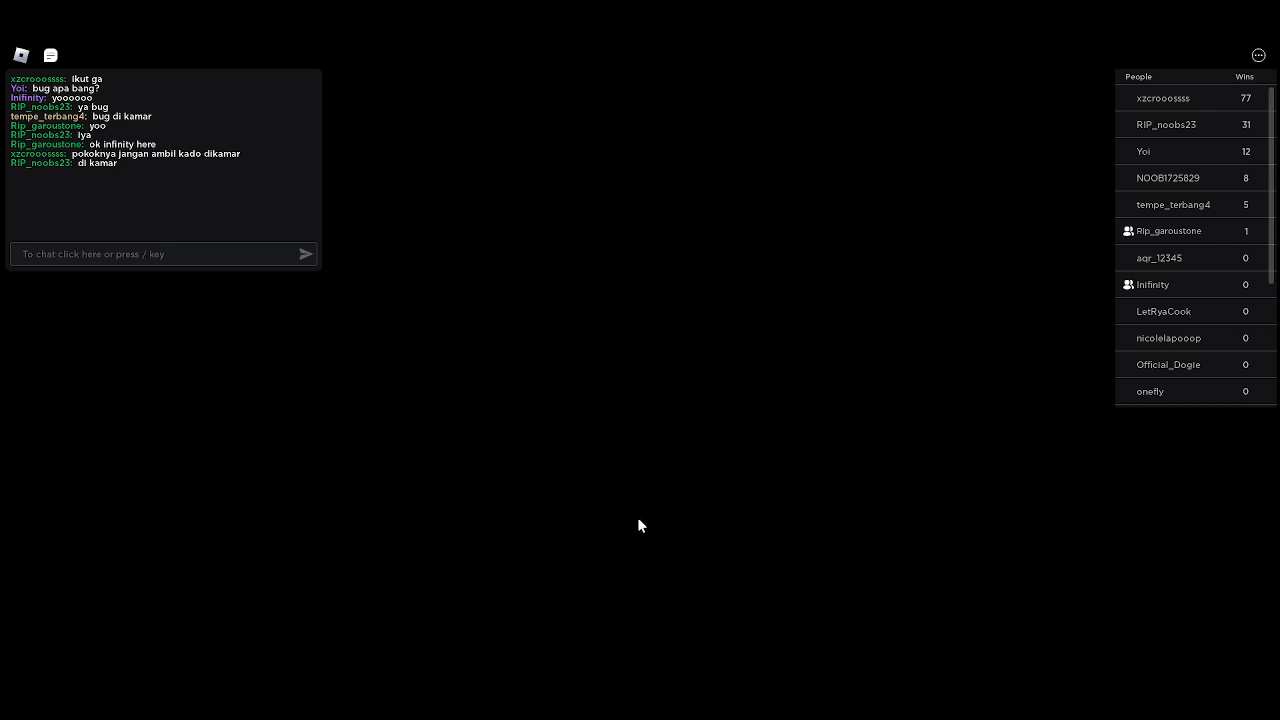 xzcrooossss: ikut ga
Yoi: bug apa bang?
Inifinity: yoooooo
RIP_noobs23: ya bug
tempe_terbang4: bug di kamar
Rip_garoustone: yoo
RIP_noobs23: iya
Rip_garoustone: ok infinity here
xzcrooossss: pokoknya jangan ambil kado dikamar
RIP_noobs23: di kamar
To chat click here or press / key
People Wins
xzcrooossss 77
RIP_noobs23 31
Yoi 12
NOOB1725829 8
tempe_terbang4 5
Rip_garoustone 1
aqr_12345 0
Inifinity 0
LetRyaCook 0
nicolelapooop 0
Official_Dogie 0
onefly 0